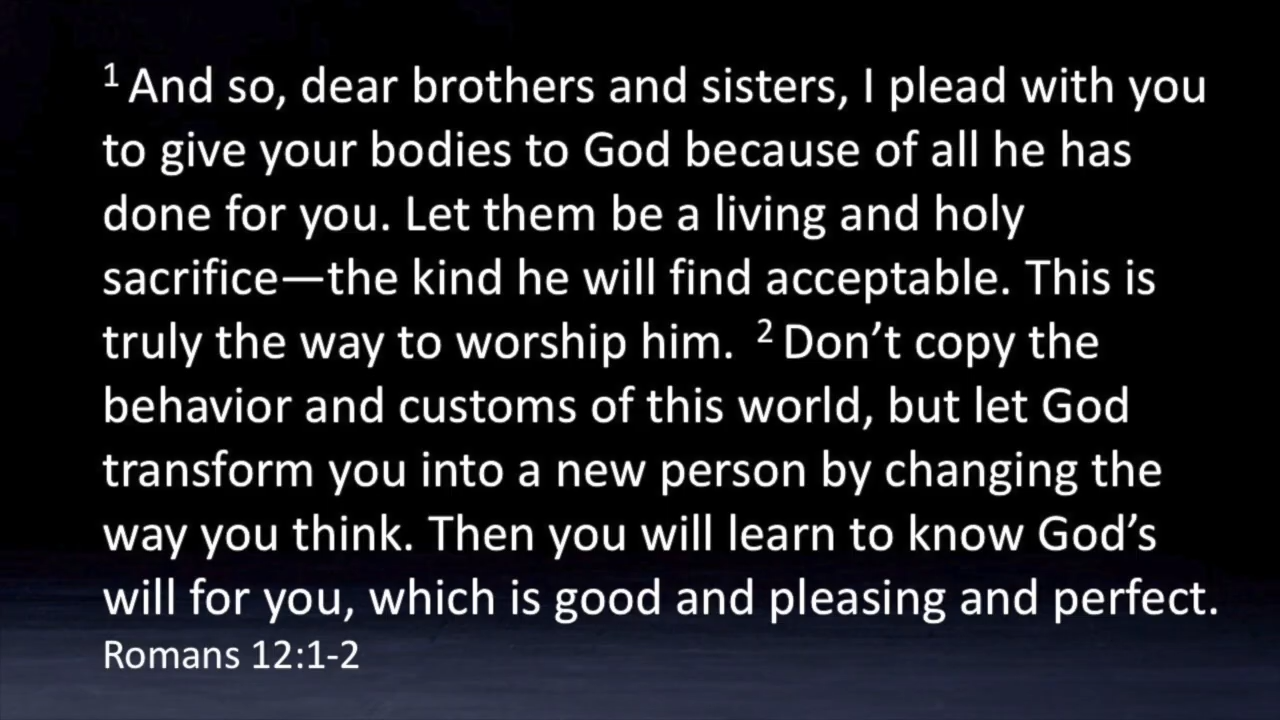 ¹ And so, dear brothers and sisters, I plead with you
to give your bodies to God because of all he has
done for you. Let them be a living and holy
sacrifice—the kind he will find acceptable. This is
truly the way to worship him. ² Don’t copy the
behavior and customs of this world, but let God
transform you into a new person by changing the
way you think. Then you will learn to know God’s
will for you, which is good and pleasing and perfect.
Romans 12:1-2